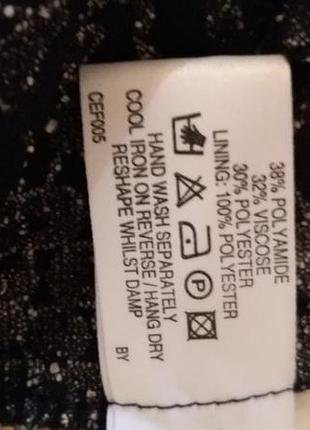 38% POLYAMIDE
32% VISCOSE
30% POLYESTER
LINING: 100% POLYESTER
P
HAND WASH SEPARATELY
COOL IRON ON REVERSE / HANG DRY
RESHAPE WHILST DAMP
CEF005
BY